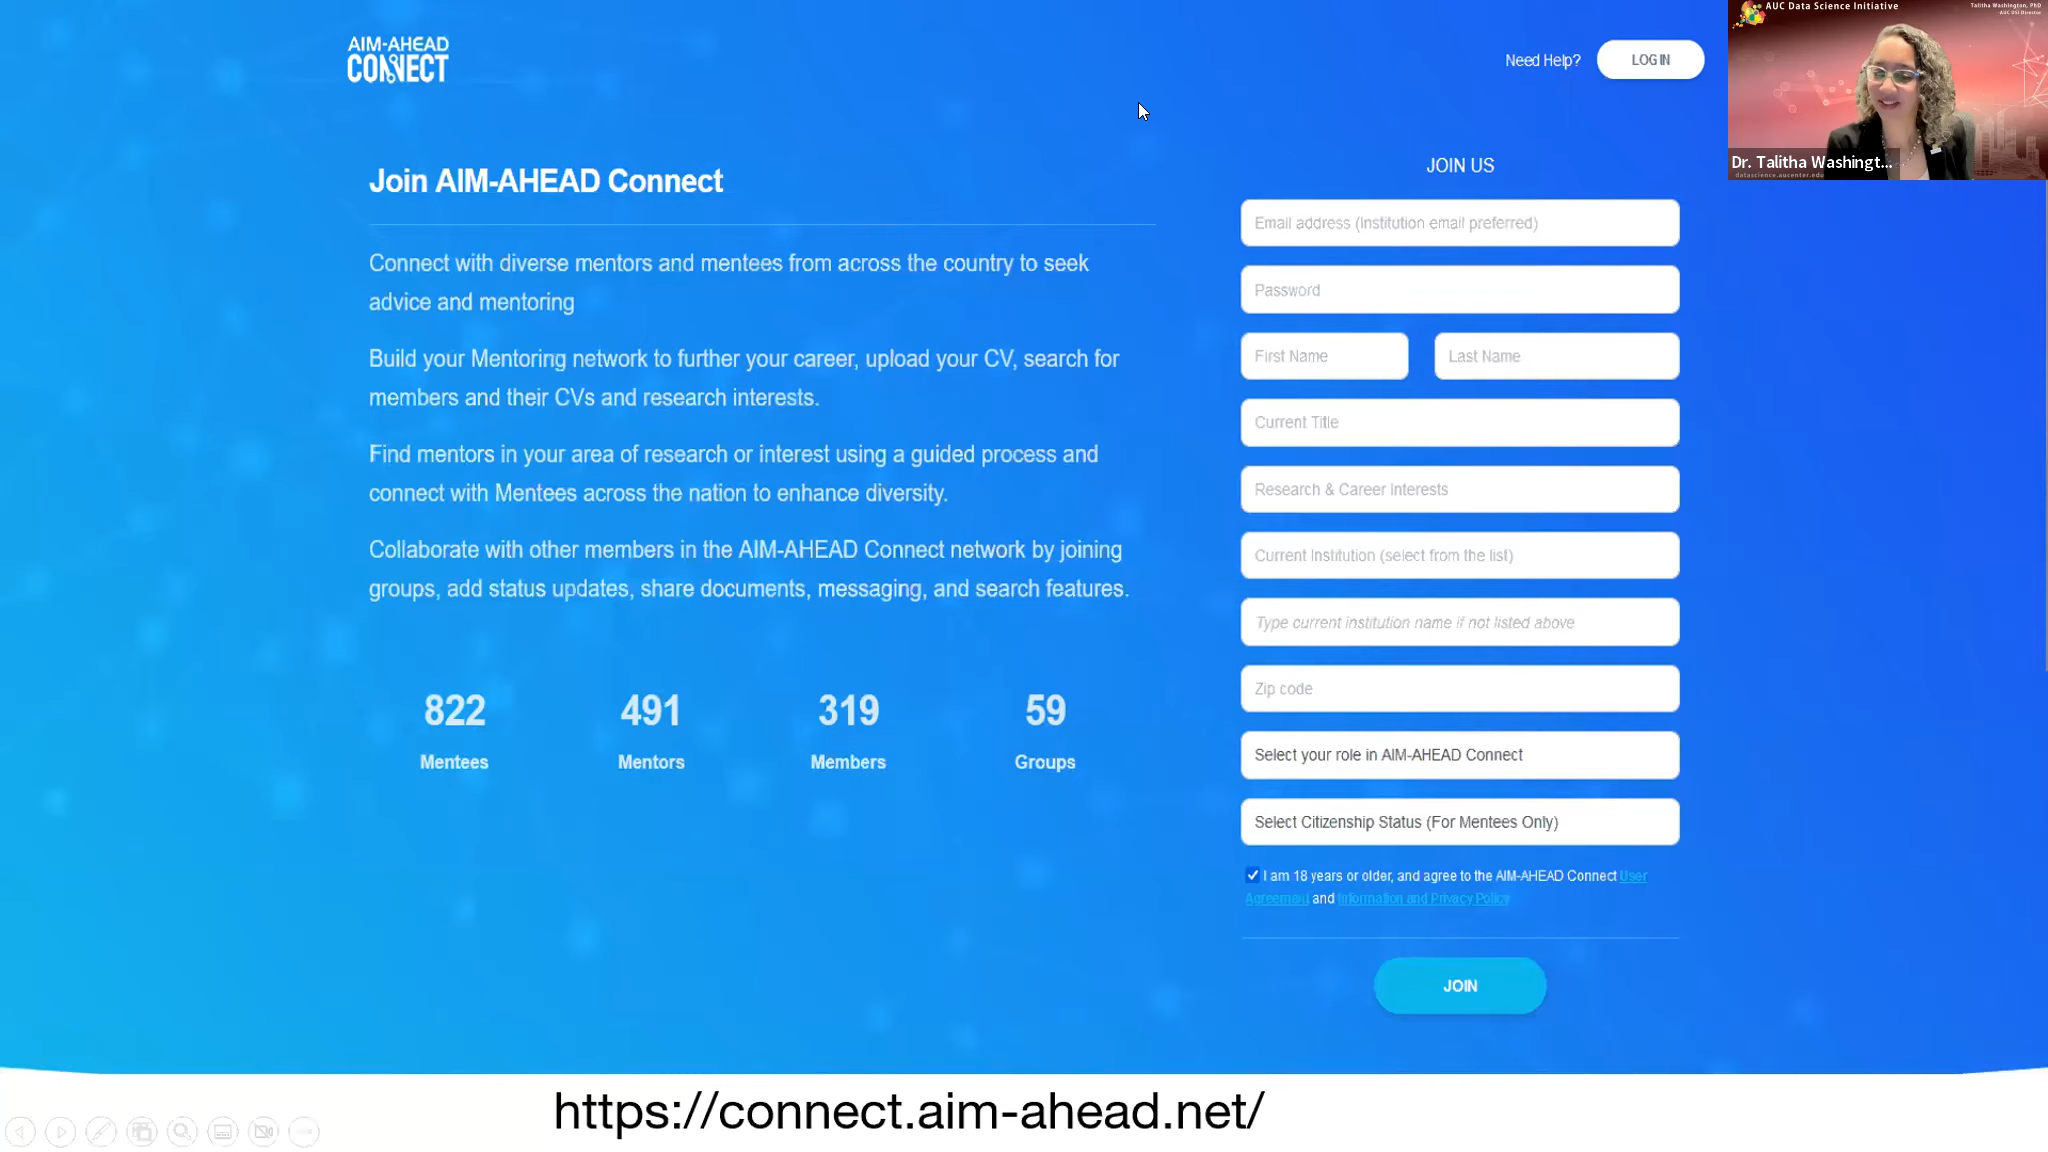 AIM-AHEAD
CONNECT
Need Help?
LOG IN
AUC Data Science Initiative
Talitha Washington, PhD
-AUC DSI Director
Dr. Talitha Washingt...
datascience.aucenter.edu
Join AIM-AHEAD Connect
Connect with diverse mentors and mentees from across the country to seek
advice and mentoring
Build your Mentoring network to further your career, upload your CV, search for
members and their CVs and research interests.
Find mentors in your area of research or interest using a guided process and
connect with Mentees across the nation to enhance diversity.
Collaborate with other members in the AIM-AHEAD Connect network by joining
groups, add status updates, share documents, messaging, and search features.
822
Mentees
491
Mentors
319
Members
59
Groups
JOIN US
Email address (Institution email preferred)
Password
First Name
Last Name
Current Title
Research & Career Interests
Current Institution (select from the list)
Type current institution name if not listed above
Zip code
Select your role in AIM-AHEAD Connect
Select Citizenship Status (For Mentees Only)
I am 18 years or older, and agree to the AIM-AHEAD Connect User
Agreement and Information and Privacy Policy
JOIN
https://connect.aim-ahead.net/